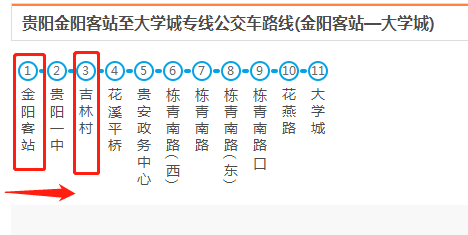 贵阳金阳客站至大学城专线公交车路线(金阳客站—大学城)
1 2 3 4 5 6 7 8 9 10 11
金阳客站
贵阳一中
吉林村
花溪平桥
贵安政务中心
栋青南路(西)
栋青南路
栋青南路(东)
栋青南路口
花燕路
大学城